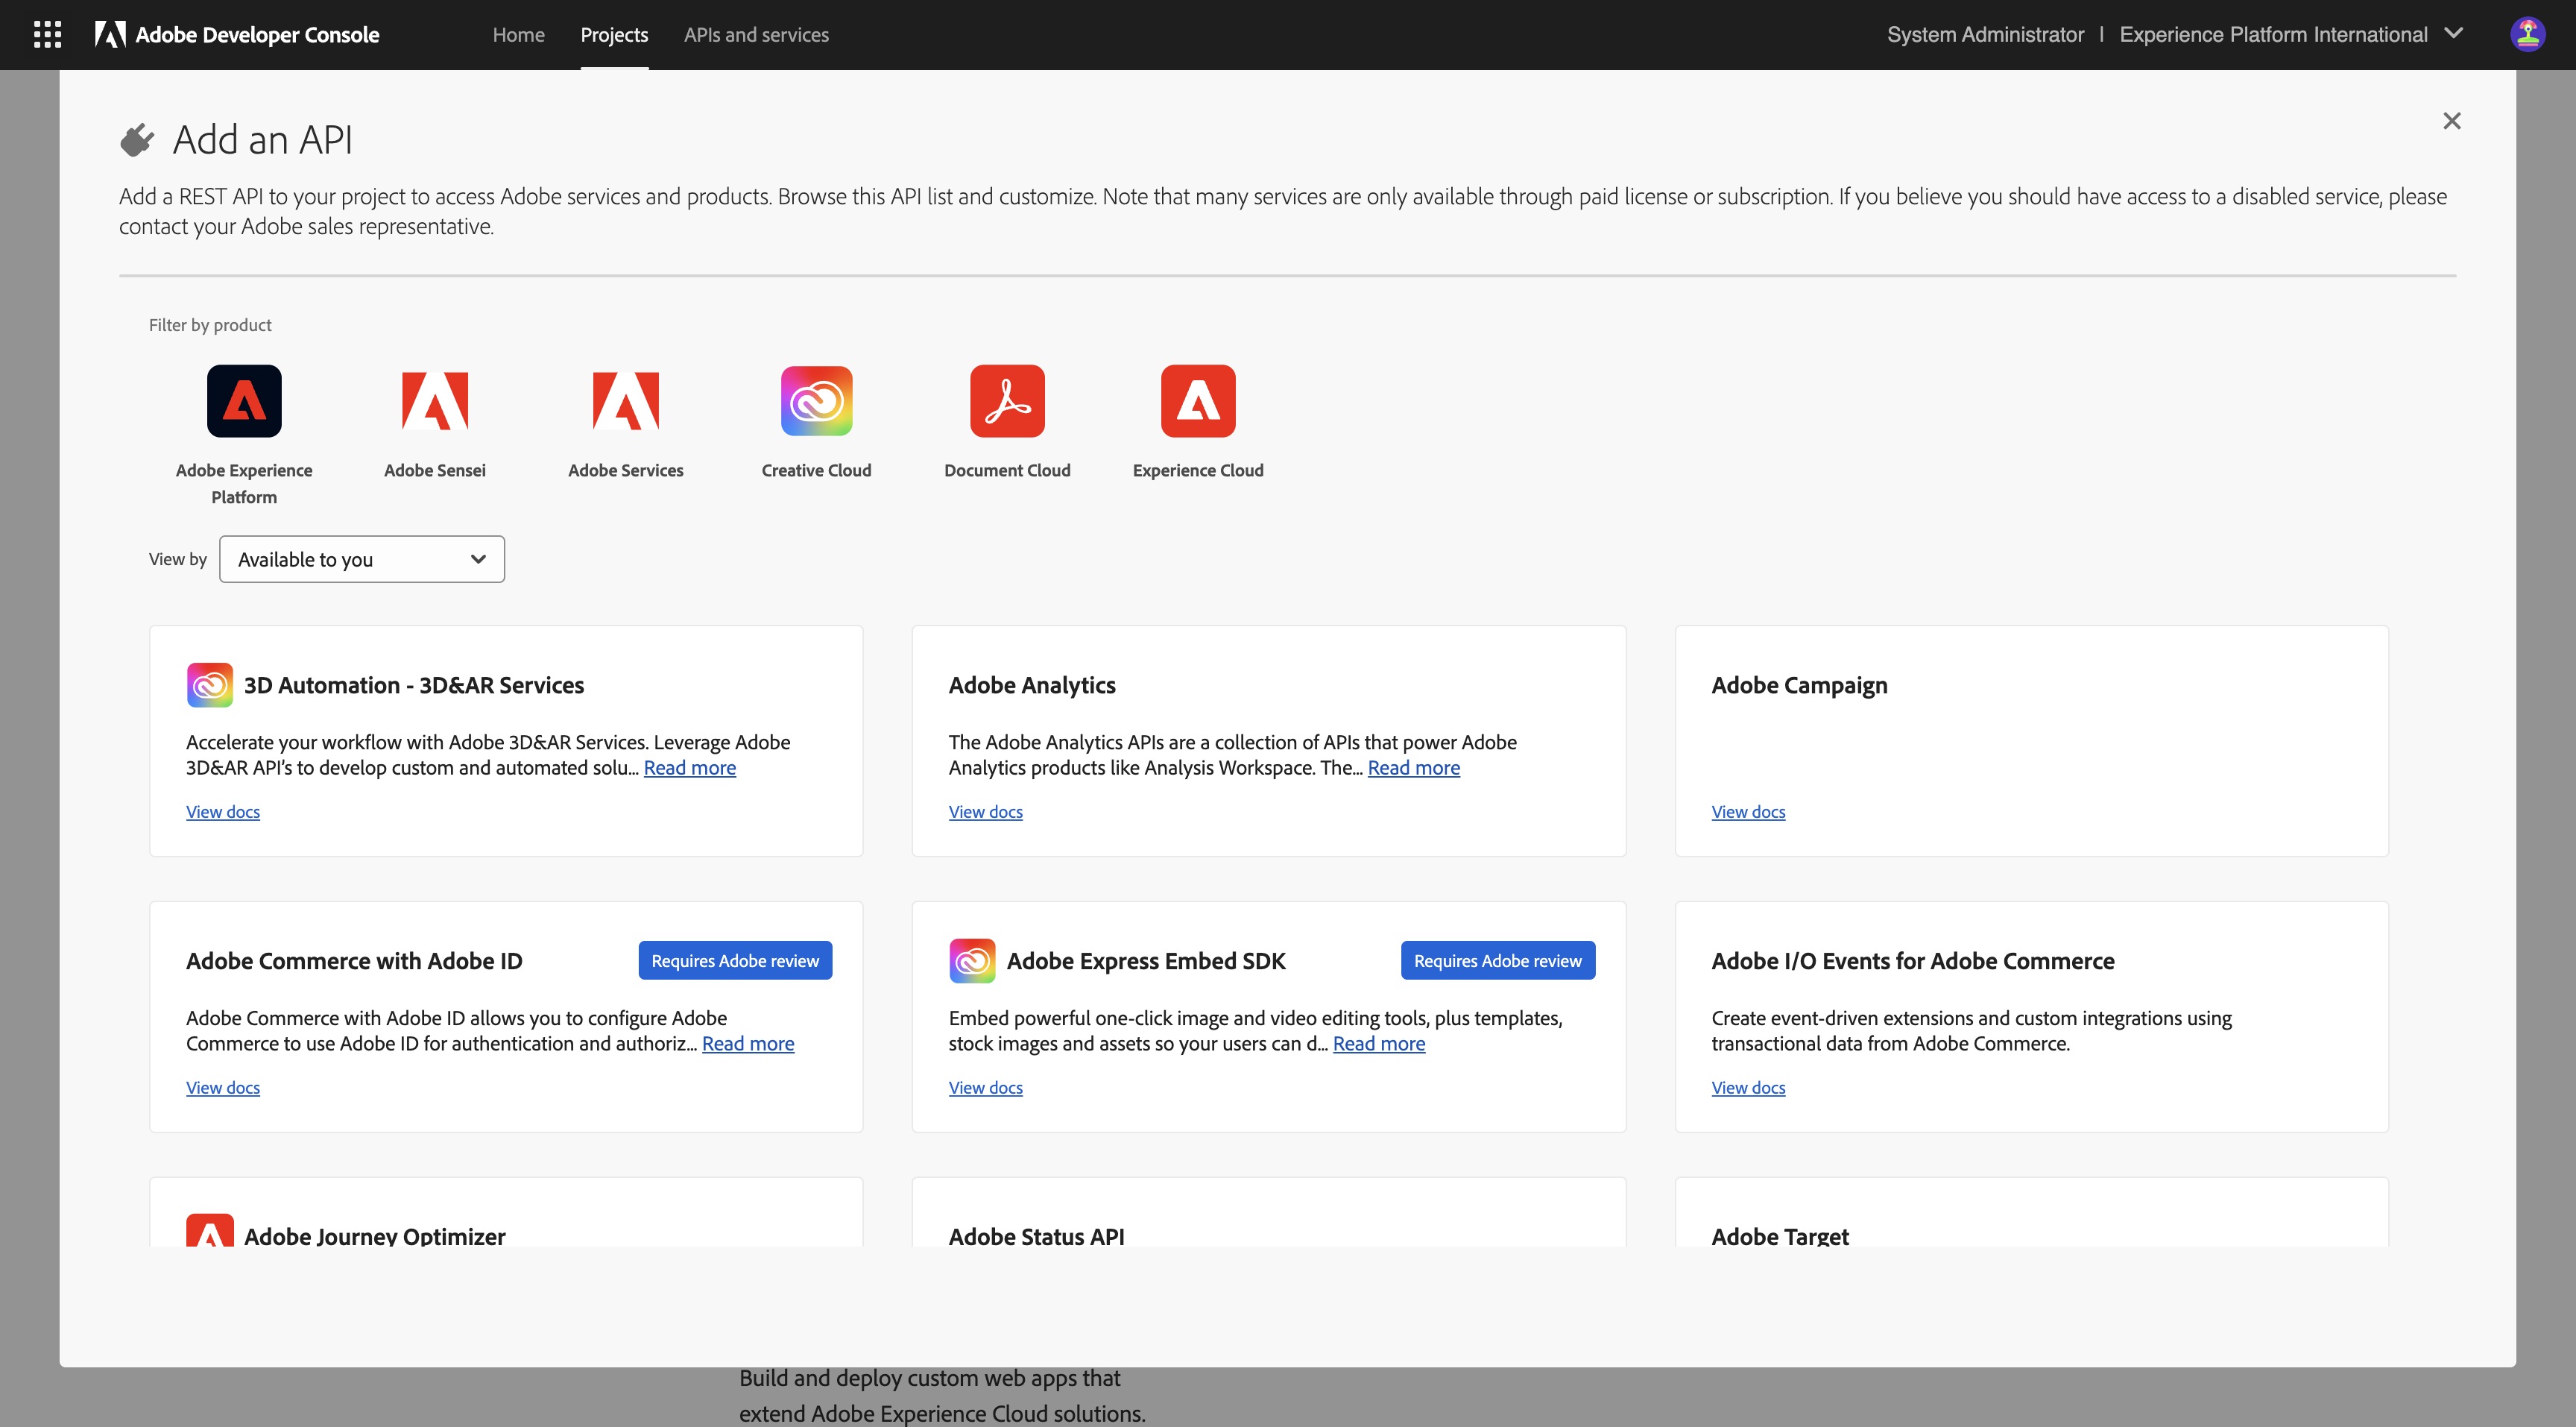 Adobe Developer Console
Home
Projects
APIs and services
System Administrator | Experience Platform International
Add an API
Add a REST API to your project to access Adobe services and products. Browse this API list and customize. Note that many services are only available through paid license or subscription. If you believe you should have access to a disabled service, please
contact your Adobe sales representative.
Filter by product
Adobe Experience
Platform
Adobe Sensei
Adobe Services
Creative Cloud
Document Cloud
Experience Cloud
View by
Available to you
3D Automation - 3D&AR Services
Accelerate your workflow with Adobe 3D&AR Services. Leverage Adobe
3D&AR API's to develop custom and automated solu... Read more
View docs
Adobe Analytics
The Adobe Analytics APIs are a collection of APIs that power Adobe
Analytics products like Analysis Workspace. The... Read more
View docs
Adobe Campaign
View docs
Adobe Commerce with Adobe ID
Requires Adobe review
Adobe Commerce with Adobe ID allows you to configure Adobe
Commerce to use Adobe ID for authentication and authoriz... Read more
View docs
Adobe Express Embed SDK
Requires Adobe review
Embed powerful one-click image and video editing tools, plus templates,
stock images and assets so your users can d... Read more
View docs
Adobe I/O Events for Adobe Commerce
Create event-driven extensions and custom integrations using
transactional data from Adobe Commerce.
View docs
Adobe Journey Optimizer
Adobe Status API
Adobe Target
Build and deploy custom web apps that
extend Adobe Experience Cloud solutions.